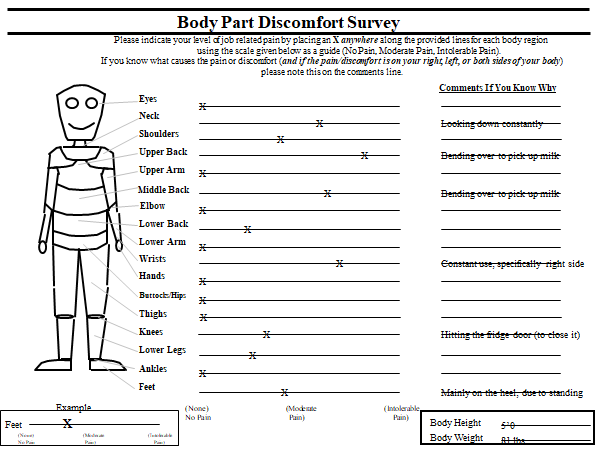 Body Part Discomfort Survey
Please indicate your level of job related pain by placing an X anywhere along the provided lines for each body region
using the scale given below as a guide (No Pain, Moderate Pain, Intolerable Pain).
If you know what causes the pain or discomfort (and if the pain/discomfort is on your right, left, or both sides of your body)
please note this on the comments line.
Comments If You Know Why
Eyes X
Neck X Looking down constantly
Shoulders X
Upper Back X Bending over to pick up milk
Upper Arm X
Middle Back X Bending over to pick up milk
Elbow X
Lower Back X
Lower Arm X
Wrists X Constant use, specifically right side
Hands X
Buttocks/Hips X
Thighs X
Knees X Hitting the fridge door (to close it)
Lower Legs X
Ankles X
Feet X Mainly on the heel, due to standing
Example
(None) (Moderate (Intolerable
No Pain Pain) Pain)
Feet X
(None) (Moderate (Intolerable
No Pain Pain) Pain)
Body Height 5'0
Body Weight 81 lbs